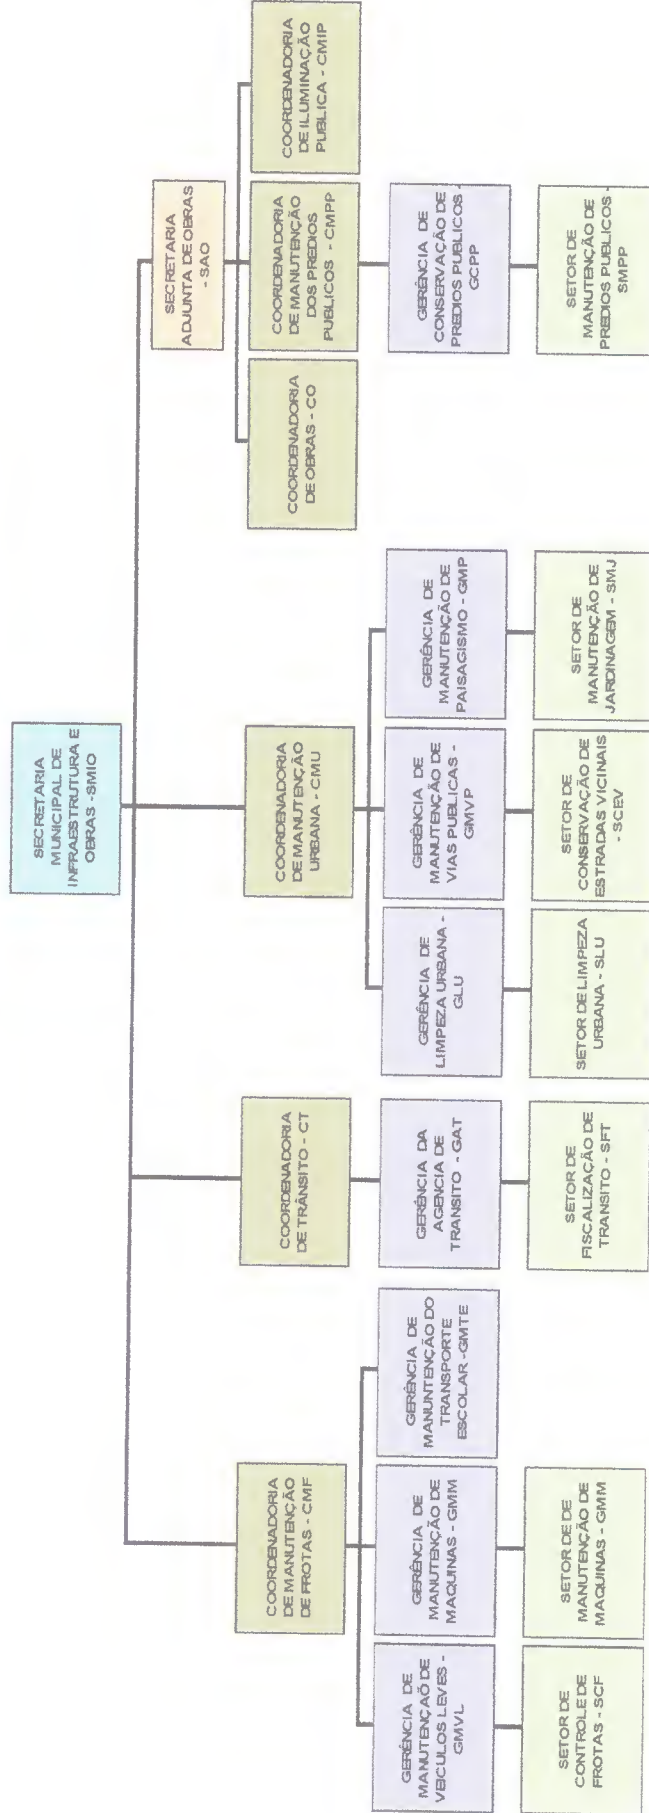 SECRETARIA
MUNICIPAL DE
INFRAESTRUTURA E
OBRAS -SMIO
SECRETARIA
ADJUNTA DE OBRAS
- SAO
COORDENADORIA
DE MANUTENÇÃO
DE FROTAS - CMF
COORDENADORIA
DE TRÂNSITO - CT
COORDENADORIA
DE MANUTENÇÃO
URBANA - CMU
COORDENADORIA
DE OBRAS - CO
COORDENADORIA
DE MANUTENÇÃO
DOS PREDIOS
PUBLICOS - CMPP
COORDENADORIA
DE ILUMINAÇÃO
PUBLICA - CMIP
GERÊNCIA DE
MANUTENÇAÕ DE
VEICULOS LEVES -
GMVL
GERÊNCIA DE
MANUTENÇÃO DE
MAQUINAS - GMM
GERÊNCIA DE
MANUNTENÇÃO DO
TRANSPORTE
ESCOLAR -GMTE
GERÊNCIA DA
AGENCIA DE
TRANSITO - GAT
GERÊNCIA DE
LIMPEZA URBANA -
GLU
GERÊNCIA DE
MANUTENÇÃO DE
VIAS PUBLICAS -
GMVP
GERÊNCIA DE
MANUTENÇÃO DE
PAISAGISMO - GMP
GERÊNCIA DE
CONSERVAÇÃO DE
PREDIOS PUBLICOS -
GCPP
SETOR DE
CONTROLE DE
FROTAS - SCF
SETOR DE DE
MANUTENÇÃO DE
MAQUINAS - GMM
SETOR DE
FISCALIZAÇÃO DE
TRANSITO - SFT
SETOR DE LIMPEZA
URBANA - SLU
SETOR DE
CONSERVAÇÃO DE
ESTRADAS VICINAIS
- SCEV
SETOR DE
MANUTENÇÃO DE
JARDINAGEM - SMJ
SETOR DE
MANUTENÇÃO DE
PREDIOS PUBLICOS -
SMPP